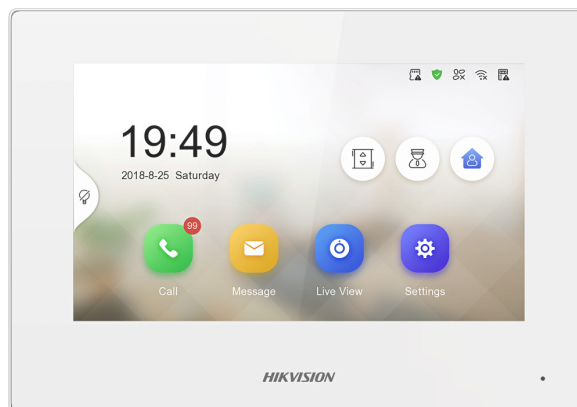 19:49
2018-8-25 Saturday
99
Call
Message
Live View
Settings
HIKVISION